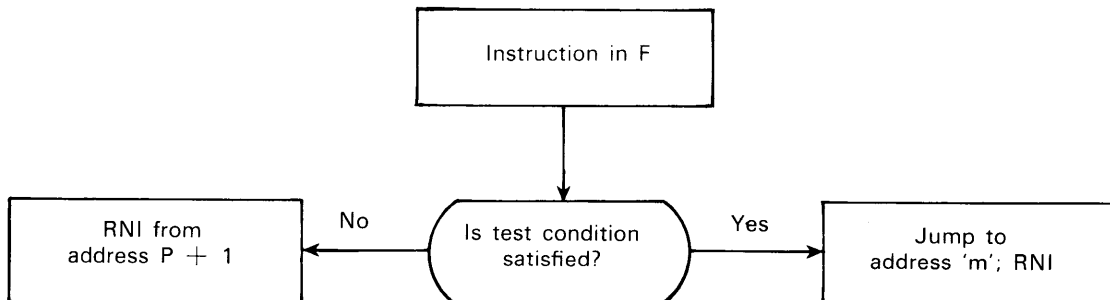 Instruction in F
No
Yes
RNI from
address P + 1
Is test condition
satisfied?
Jump to
address 'm'; RNI